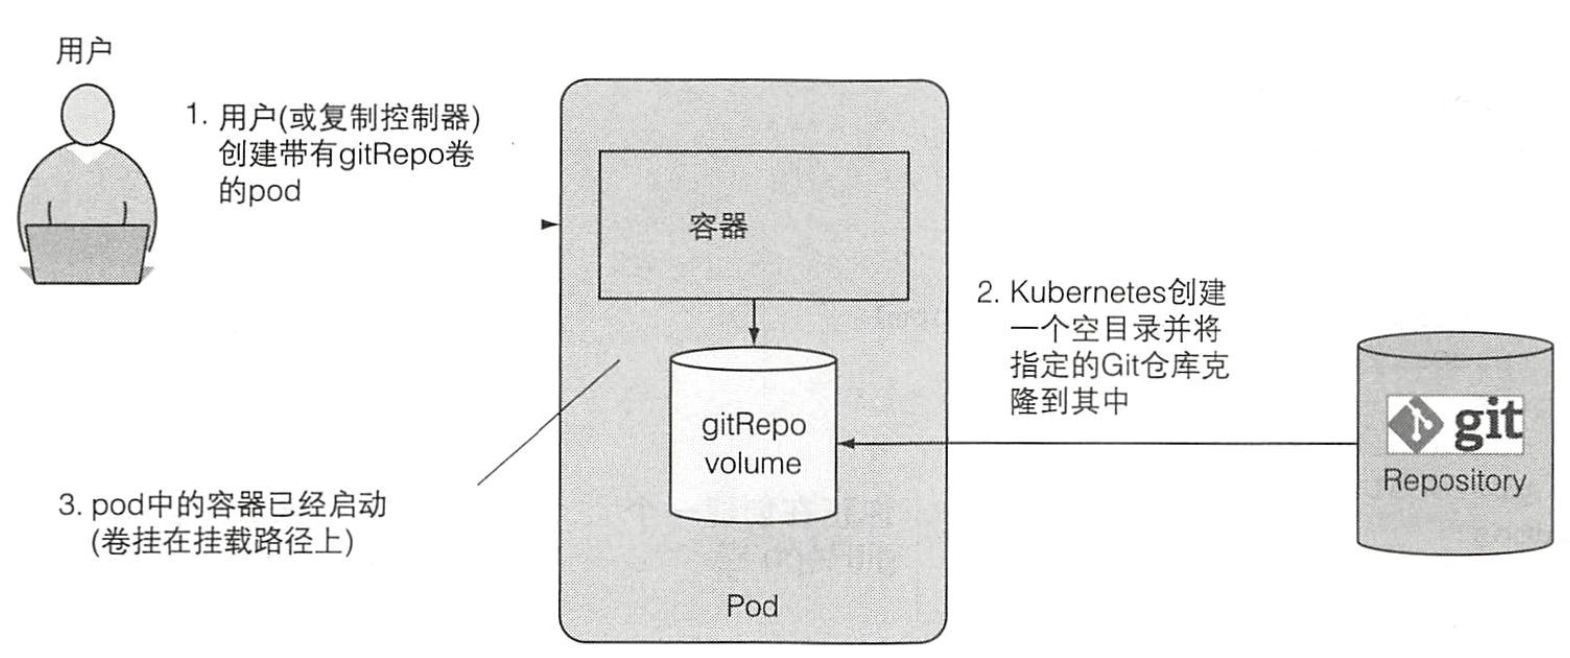 用户
1. 用户(或复制控制器)
创建带有gitRepo卷
的pod
容器
2. Kubernetes创建
一个空目录并将
指定的Git仓库克
隆到其中
gitRepo
volume
git
Repository
3. pod中的容器已经启动
(卷挂在挂载路径上)
Pod